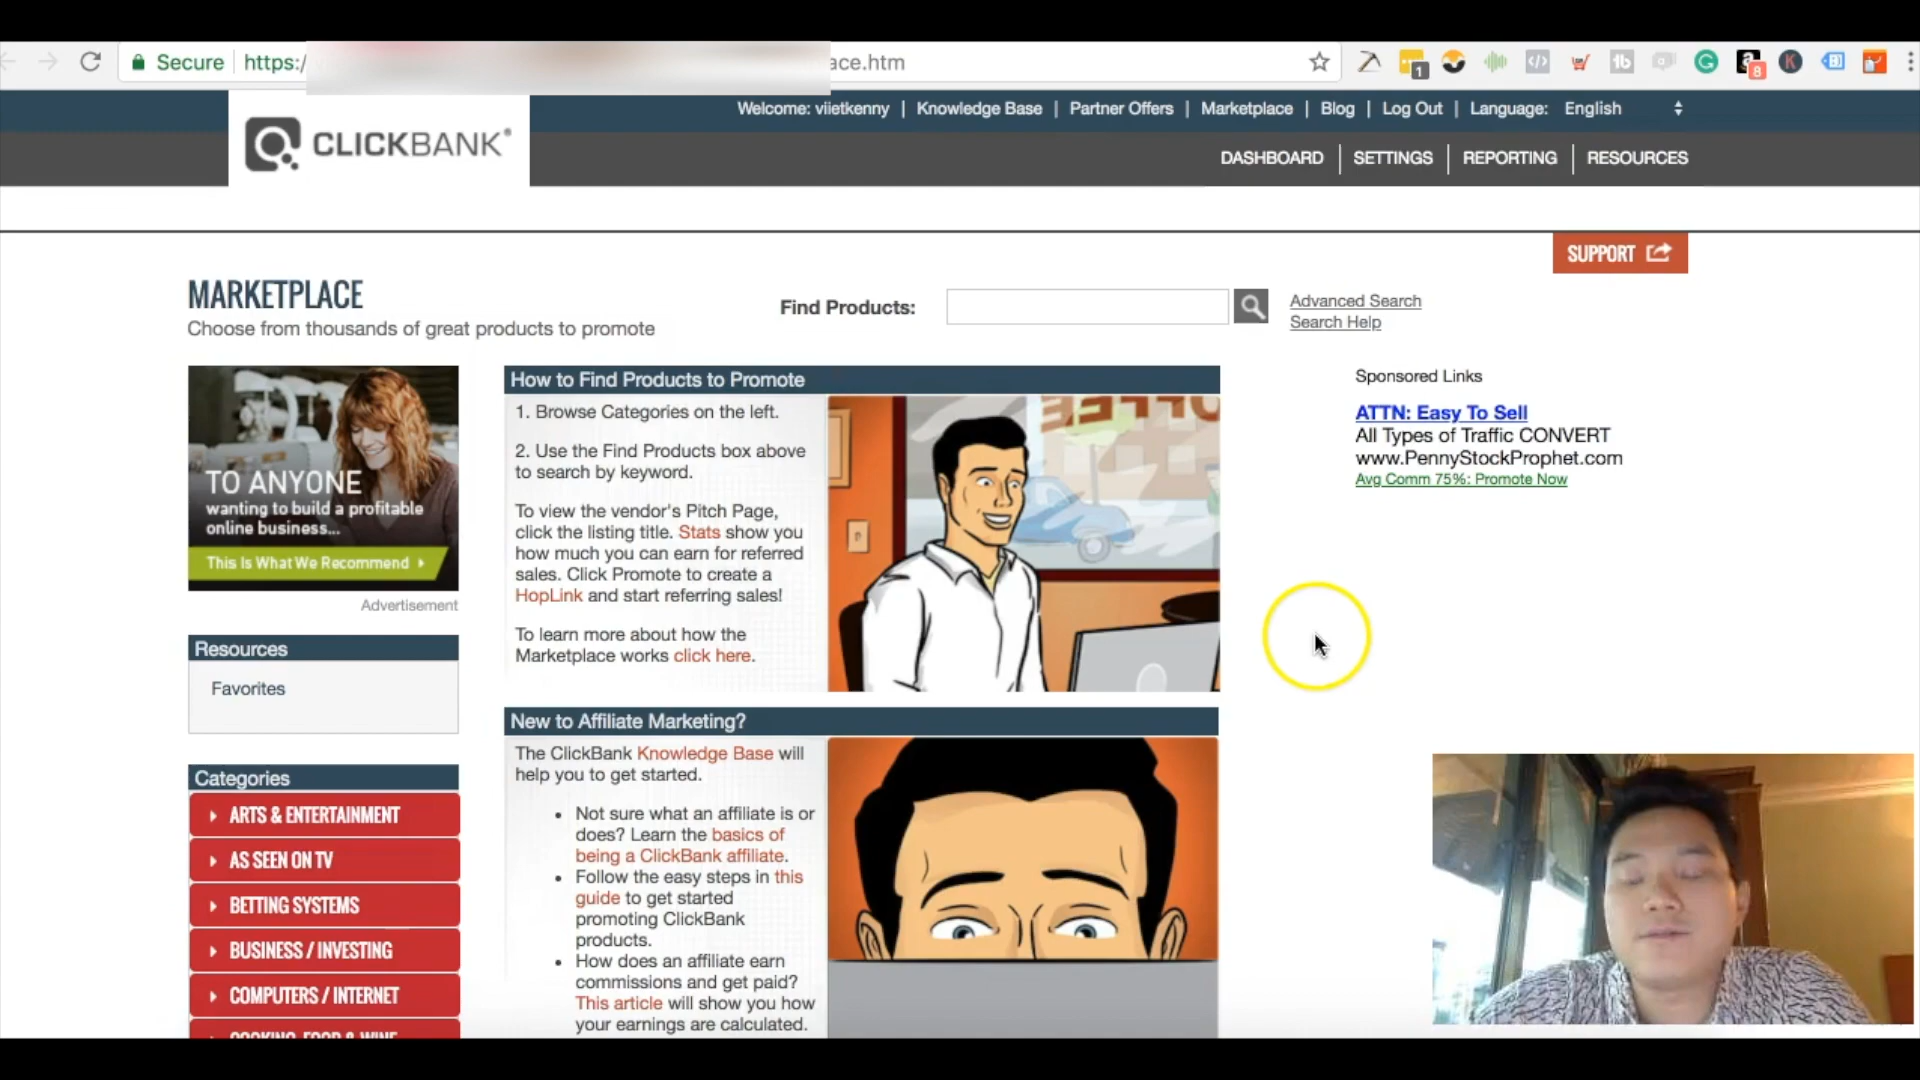 Secure https:/ ace.htm
1
8
Welcome: viietkenny | Knowledge Base | Partner Offers | Marketplace | Blog | Log Out | Language: English
CLICKBANK
DASHBOARD | SETTINGS | REPORTING | RESOURCES
SUPPORT
MARKETPLACE
Choose from thousands of great products to promote
Find Products:
Advanced Search
Search Help
TO ANYONE
wanting to build a profitable
online business...
This Is What We Recommend
Advertisement
Resources
Favorites
Categories
ARTS & ENTERTAINMENT
AS SEEN ON TV
BETTING SYSTEMS
BUSINESS / INVESTING
COMPUTERS / INTERNET
COOKING, FOOD & WINE
How to Find Products to Promote
1. Browse Categories on the left.
2. Use the Find Products box above
to search by keyword.
To view the vendor's Pitch Page,
click the listing title. Stats show you
how much you can earn for referred
sales. Click Promote to create a
HopLink and start referring sales!
To learn more about how the
Marketplace works click here.
New to Affiliate Marketing?
The ClickBank Knowledge Base will
help you to get started.
• Not sure what an affiliate is or
does? Learn the basics of
being a ClickBank affiliate.
• Follow the easy steps in this
guide to get started
promoting ClickBank
products.
• How does an affiliate earn
commissions and get paid?
This article will show you how
your earnings are calculated.
Sponsored Links
ATTN: Easy To Sell
All Types of Traffic CONVERT
www.PennyStockProphet.com
Avg Comm 75%: Promote Now